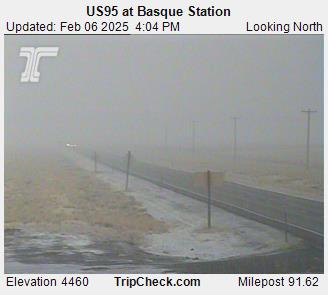 US95 at Basque Station
Updated: Feb 06 2025 4:04 PM Looking North
Elevation 4460 TripCheck.com Milepost 91.62